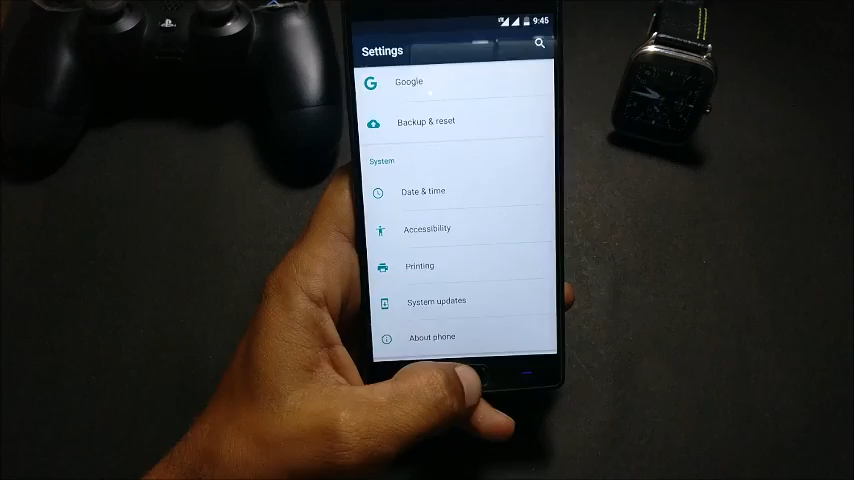 9:45
Settings
Google
Backup & reset
System
Date & time
Accessibility
Printing
System updates
About phone